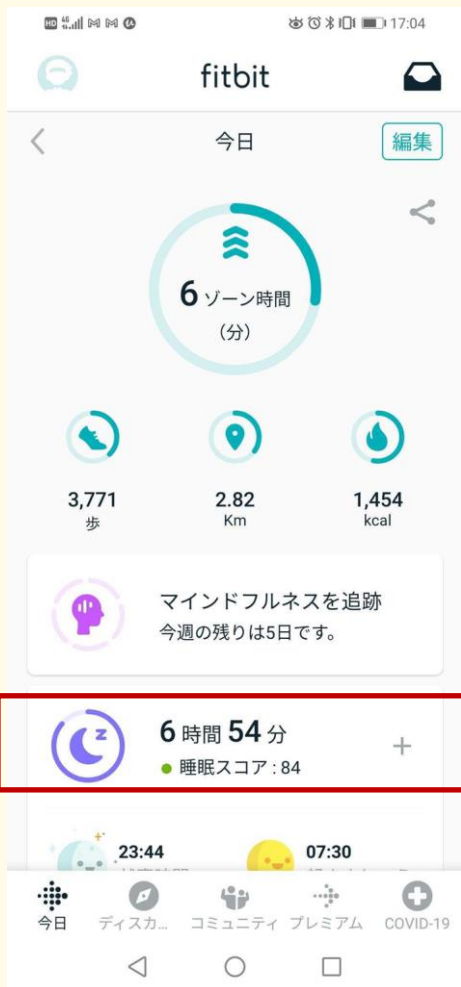 HD 4G 17:04
fitbit
今日
編集
6 ゾーン時間
（分）
3,771
歩
2.82
Km
1,454
kcal
マインドフルネスを追跡
今週の残りは5日です。
6 時間 54 分
睡眠スコア : 84
23:44
07:30
今日 ディスカ... コミュニティ プレミアム COVID-19